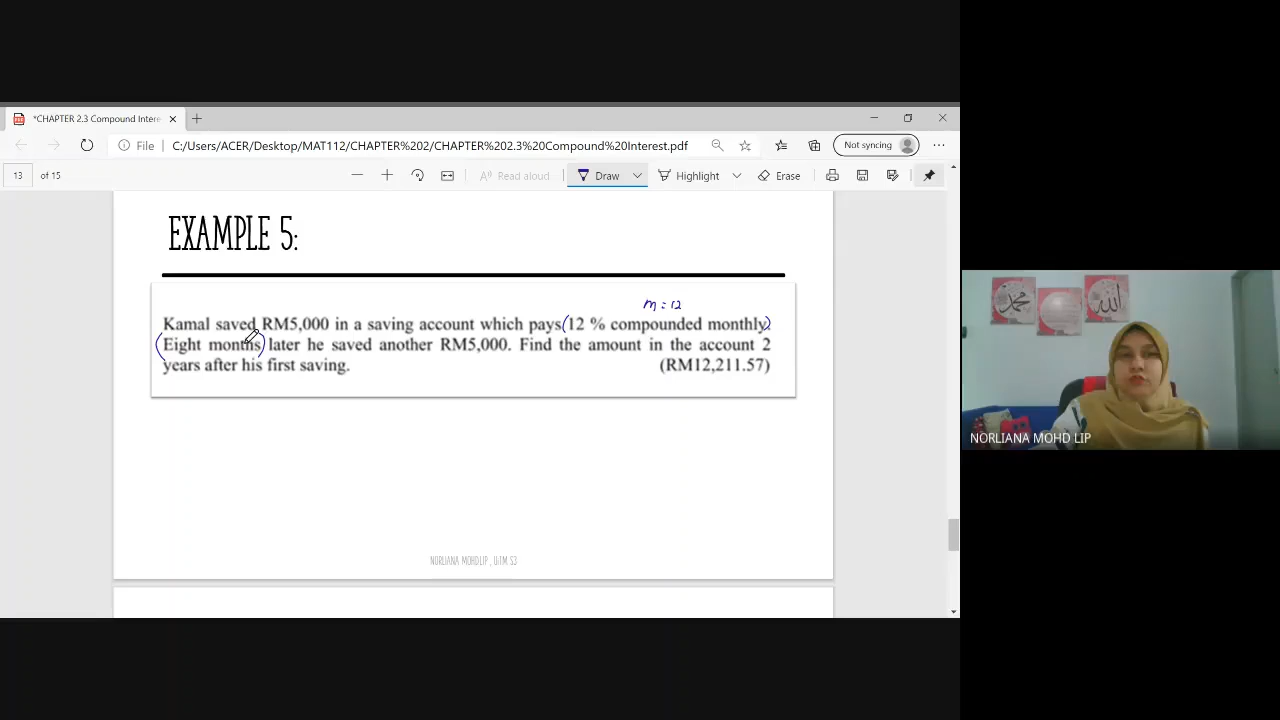 *CHAPTER 2.3 Compound Intere
File | C:/Users/ACER/Desktop/MAT112/CHAPTER%202/CHAPTER%202.3%20Compound%20Interest.pdf
Not syncing
13 of 15
Read aloud
Draw
Highlight
Erase
EXAMPLE 5:
m = 12
Kamal saved RM5,000 in a saving account which pays (12 % compounded monthly)
(Eight months) later he saved another RM5,000. Find the amount in the account 2
years after his first saving. (RM12,211.57)
NORLIANA MOHD LIP , UiTM S3
محمد
الله
NORLIANA MOHD LIP